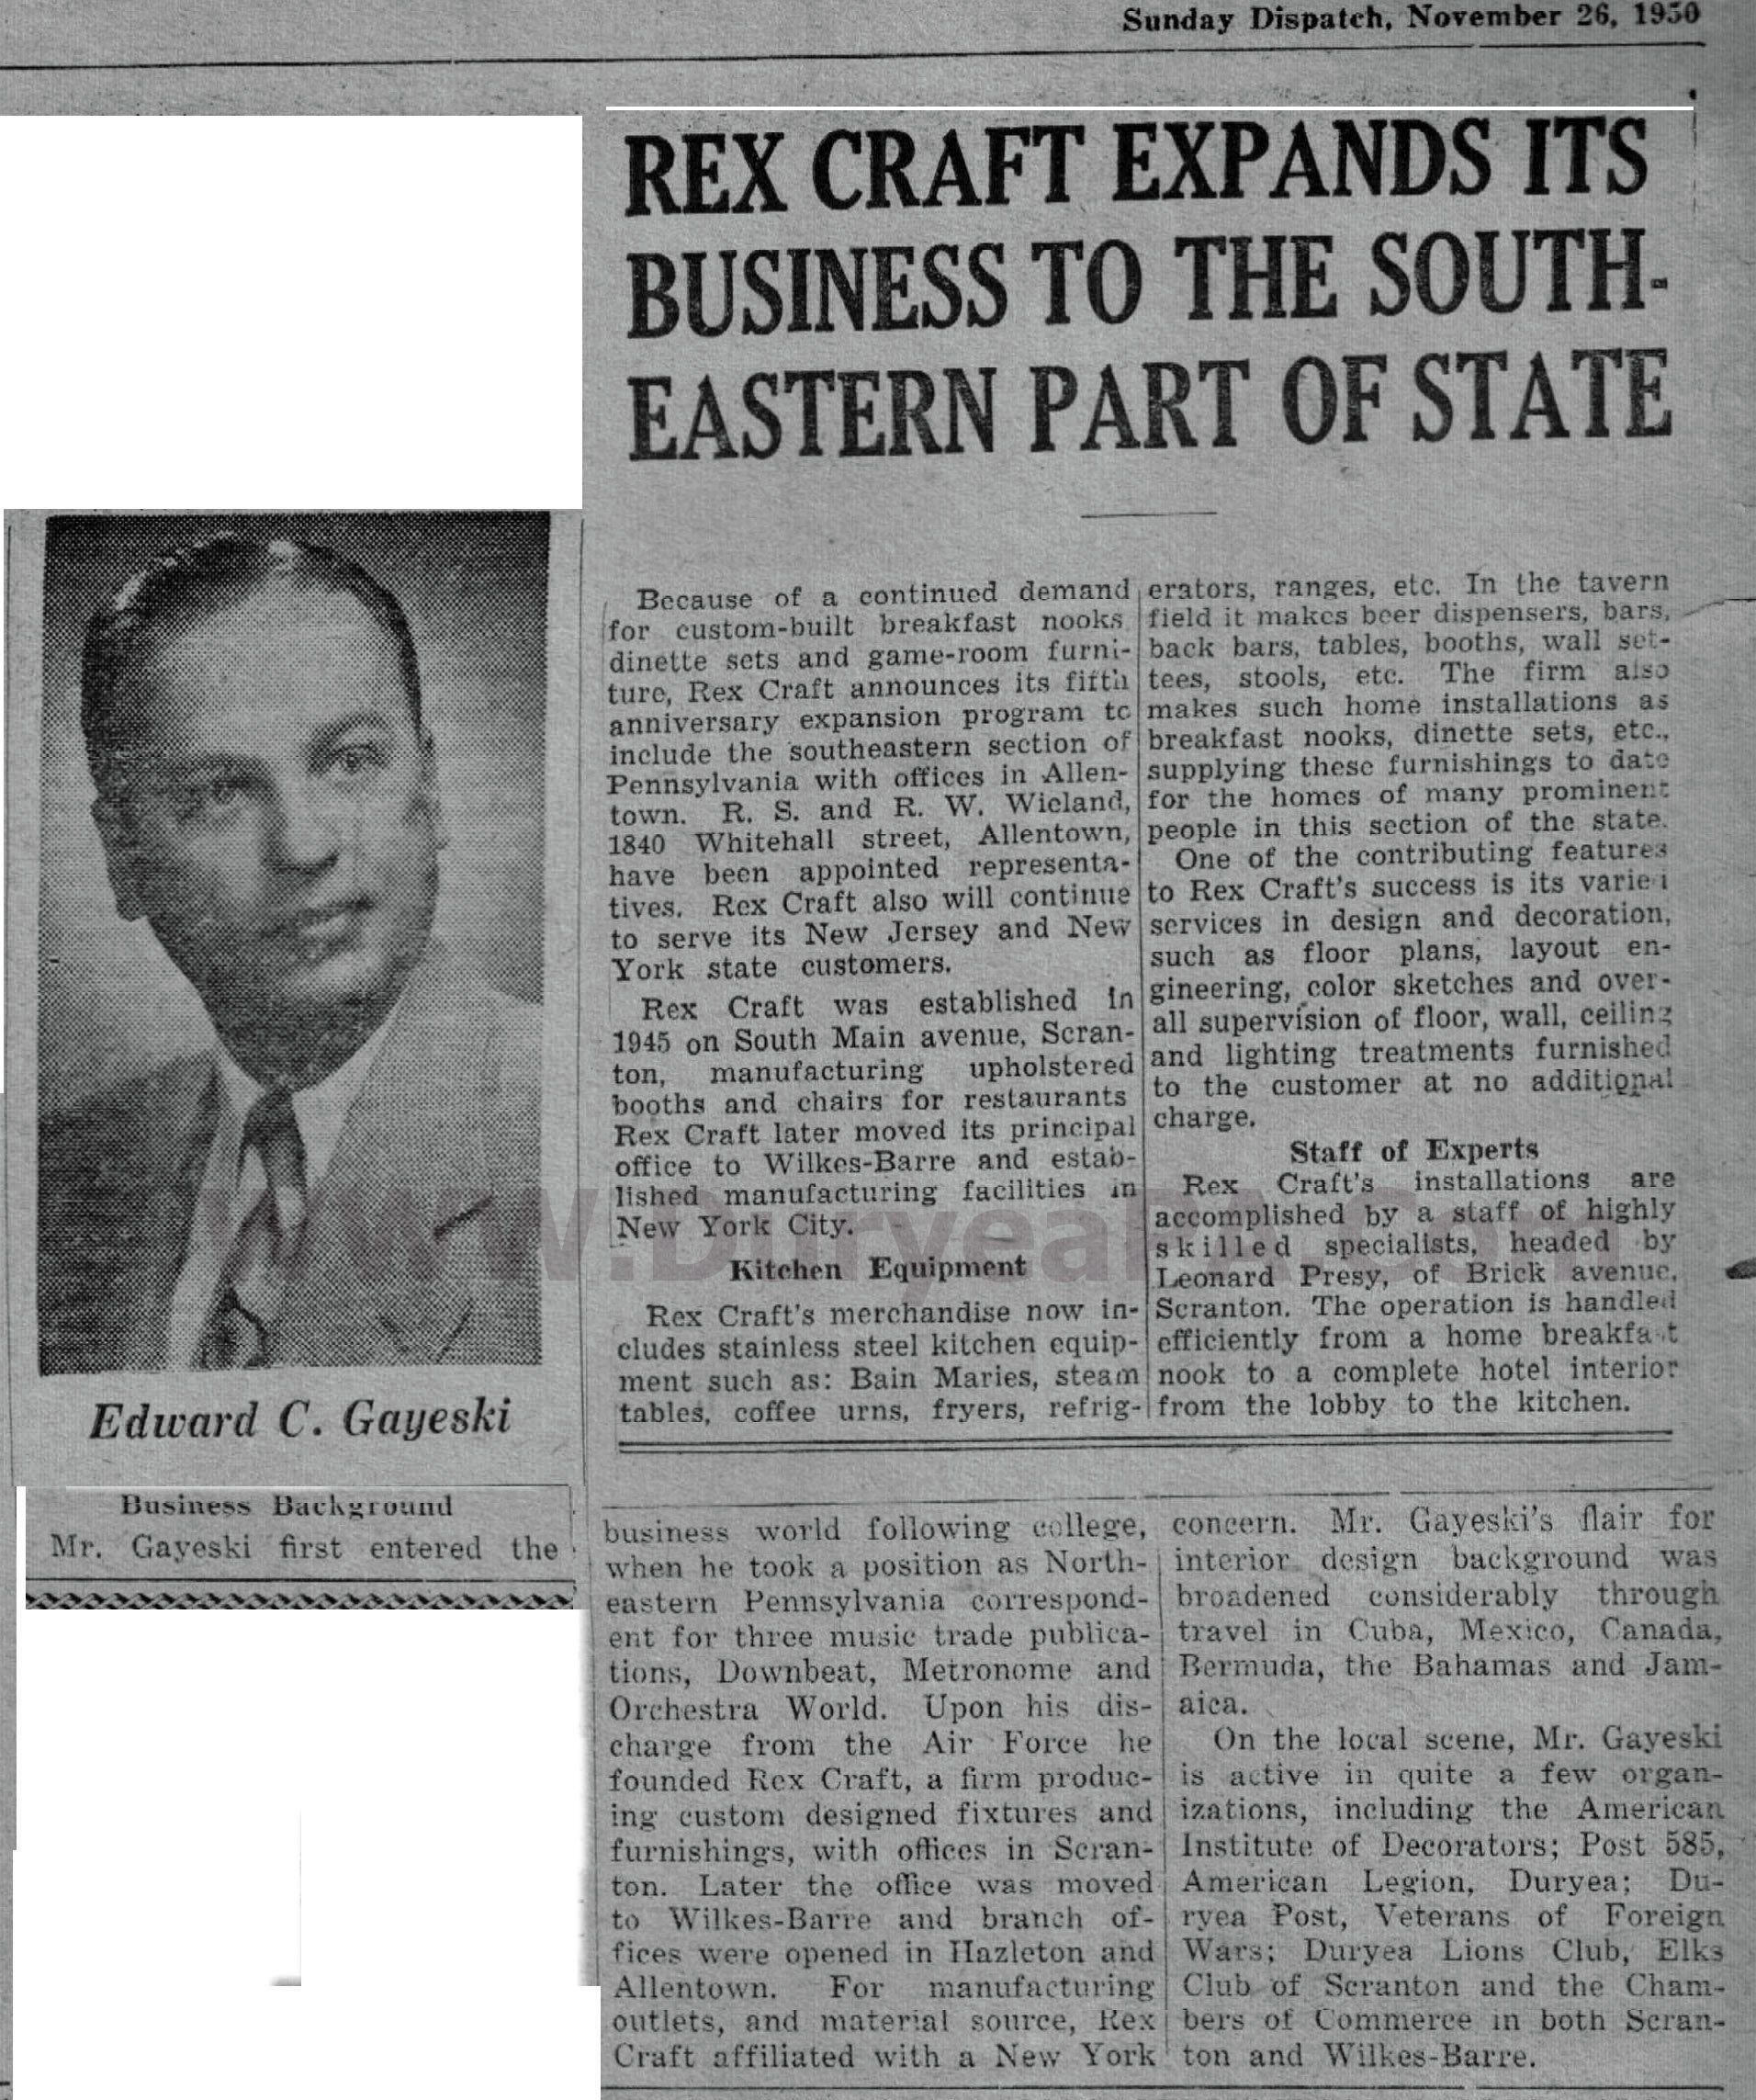 Sunday Dispatch, November 26, 1950
REX CRAFT EXPANDS ITS
BUSINESS TO THE SOUTH-
EASTERN PART OF STATE
Because of a continued demand
for custom-built breakfast nooks
dinette sets and game-room furni-
ture, Rex Craft announces its fifth
anniversary expansion program to
include the southeastern section of
Pennsylvania with offices in Allen-
town. R. S. and R. W. Wieland,
1840 Whitehall street, Allentown,
have been appointed representa-
tives. Rex Craft also will continue
to serve its New Jersey and New
York state customers.
Rex Craft was established in
1945 on South Main avenue, Scran-
ton, manufacturing upholstered
booths and chairs for restaurants
Rex Craft later moved its principal
office to Wilkes-Barre and estab-
lished manufacturing facilities in
New York City.
Kitchen Equipment
Rex Craft's merchandise now in-
cludes stainless steel kitchen equip-
ment such as: Bain Maries, steam
tables, coffee urns, fryers, refrig-
erators, ranges, etc. In the tavern
field it makes beer dispensers, bars,
back bars, tables, booths, wall set-
tees, stools, etc. The firm also
makes such home installations as
breakfast nooks, dinette sets, etc.,
supplying these furnishings to date
for the homes of many prominent
people in this section of the state.
One of the contributing features
to Rex Craft's success is its varied
services in design and decoration,
such as floor plans, layout en-
gineering, color sketches and over-
all supervision of floor, wall, ceiling
and lighting treatments furnished
to the customer at no additional
charge.
Staff of Experts
Rex Craft's installations are
accomplished by a staff of highly
skilled specialists, headed by
Leonard Presy, of Brick avenue,
Scranton. The operation is handled
efficiently from a home breakfast
nook to a complete hotel interior
from the lobby to the kitchen.
Edward C. Gayeski
Business Background
Mr. Gayeski first entered the
business world following college,
when he took a position as North-
eastern Pennsylvania correspond-
ent for three music trade publica-
tions, Downbeat, Metronome and
Orchestra World. Upon his dis-
charge from the Air Force he
founded Rex Craft, a firm produc-
ing custom designed fixtures and
furnishings, with offices in Scran-
ton. Later the office was moved
to Wilkes-Barre and branch of-
fices were opened in Hazleton and
Allentown. For manufacturing
outlets, and material source, Rex
Craft affiliated with a New York
concern. Mr. Gayeski's flair for
interior design background was
broadened considerably through
travel in Cuba, Mexico, Canada,
Bermuda, the Bahamas and Jam-
aica.
On the local scene, Mr. Gayeski
is active in quite a few organ-
izations, including the American
Institute of Decorators; Post 585,
American Legion, Duryea; Du-
ryea Post, Veterans of Foreign
Wars; Duryea Lions Club, Elks
Club of Scranton and the Cham-
bers of Commerce in both Scran-
ton and Wilkes-Barre.